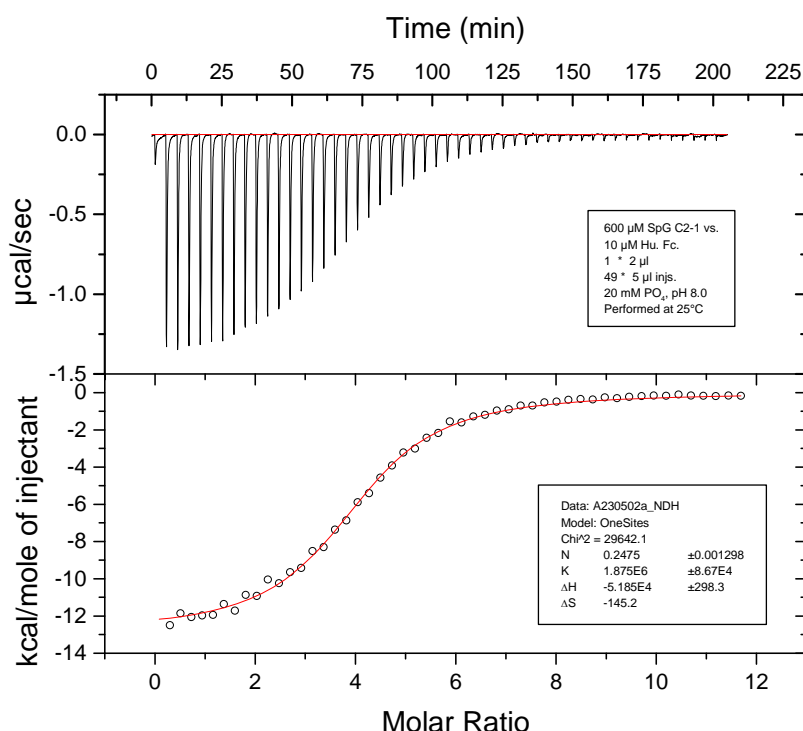 Time (min)
0 25 50 75 100 125 150 175 200 225
0.0
-0.5
-1.0
-1.5
µcal/sec
600 µM SpG C2-1 vs.
10 µM Hu. Fc.
1 * 2 µl
49 * 5 µl injs.
20 mM PO4, pH 8.0
Performed at 25°C
0
-2
-4
-6
-8
-10
-12
-14
kcal/mole of injectant
Data: A230502a_NDH
Model: OneSites
Chi^2 = 29642.1
N 0.2475 ±0.001298
K 1.875E6 ±8.67E4
ΔH -5.185E4 ±298.3
ΔS -145.2
0 2 4 6 8 10 12
Molar Ratio